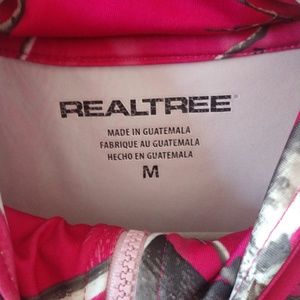 REALTREE
MADE IN GUATEMALA
FABRIQUE AU GUATEMALA
HECHO EN GUATEMALA
M